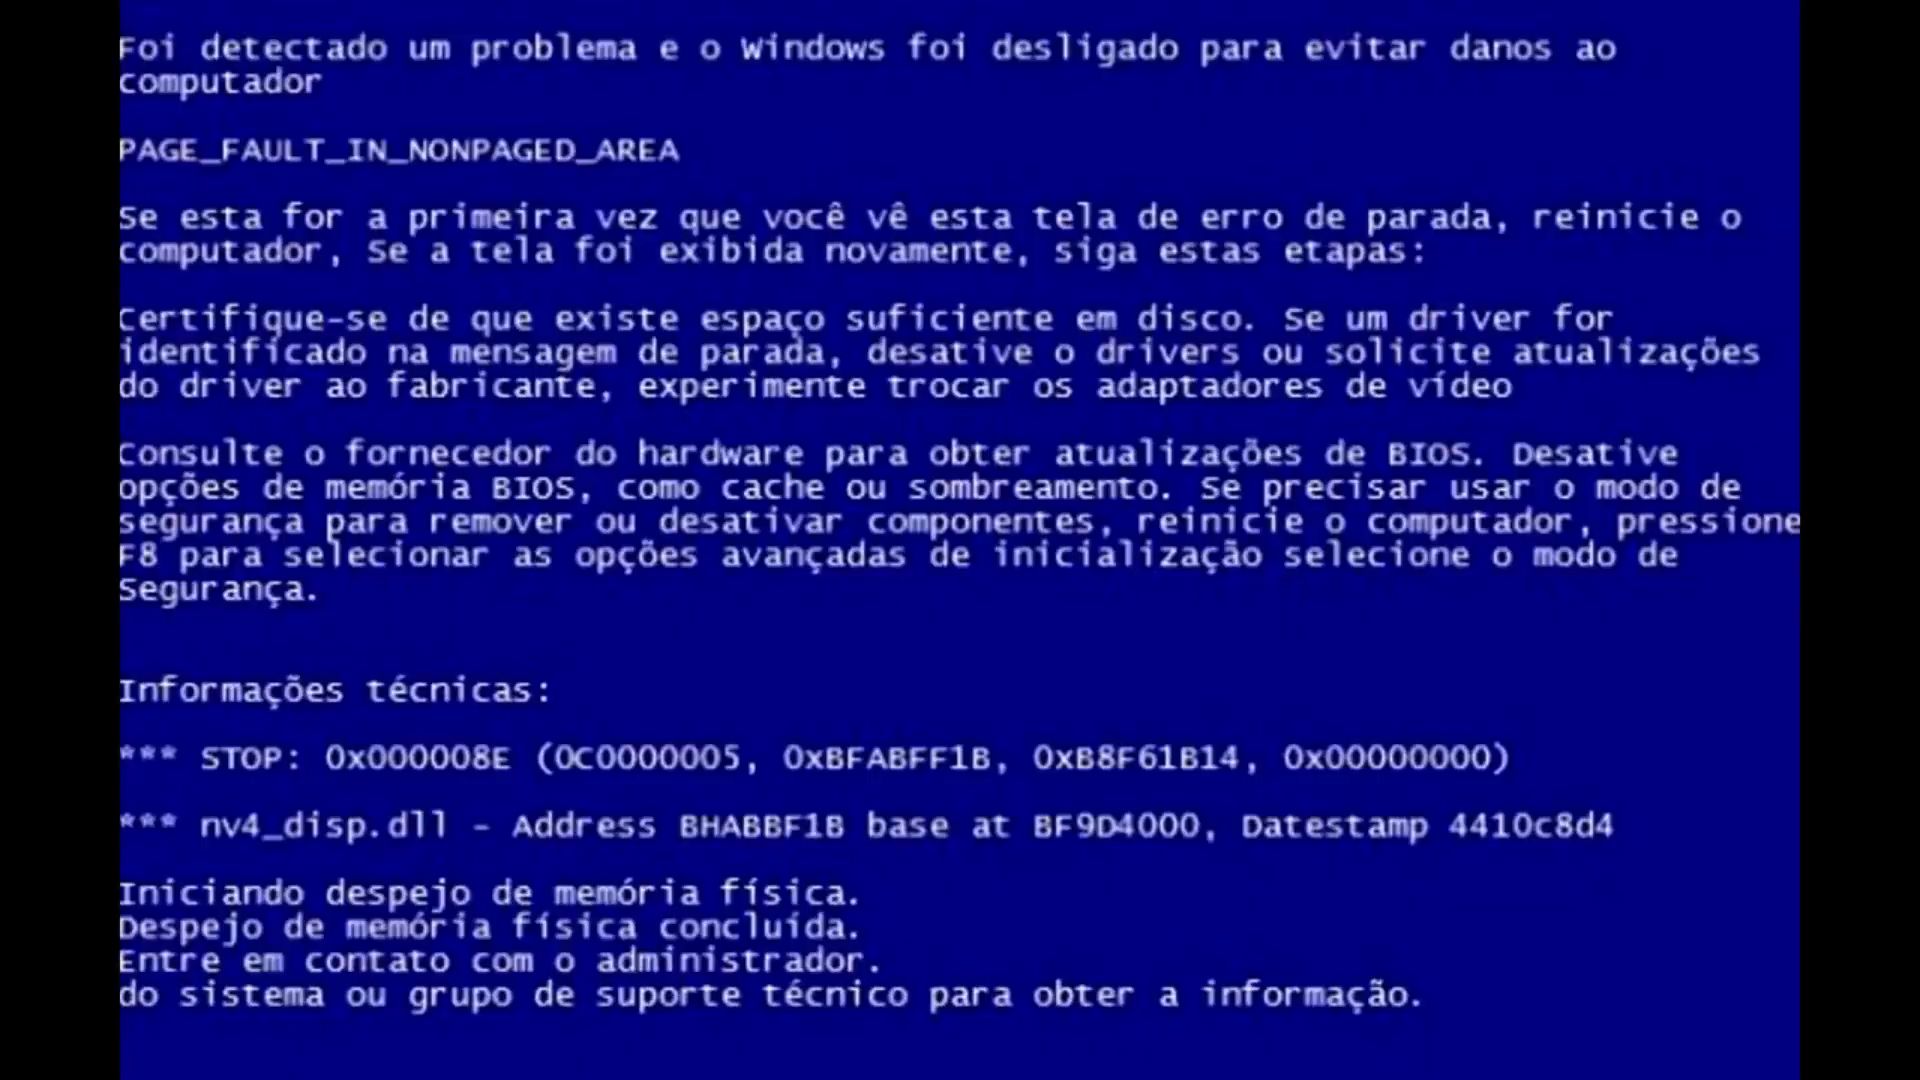 Foi detectado um problema e o Windows foi desligado para evitar danos ao
computador
PAGE_FAULT_IN_NONPAGED_AREA
Se esta for a primeira vez que você vê esta tela de erro de parada, reinicie o
computador, Se a tela foi exibida novamente, siga estas etapas:
Certifique-se de que existe espaço suficiente em disco. Se um driver for
identificado na mensagem de parada, desative o drivers ou solicite atualizações
do driver ao fabricante, experimente trocar os adaptadores de vídeo
Consulte o fornecedor do hardware para obter atualizações de BIOS. Desative
opções de memória BIOS, como cache ou sombreamento. Se precisar usar o modo de
segurança para remover ou desativar componentes, reinicie o computador, pressione
F8 para selecionar as opções avançadas de inicialização selecione o modo de
Segurança.
Informações técnicas:
*** STOP: 0x000008E (0C0000005, 0xBFABFF1B, 0xB8F61B14, 0x00000000)
*** nv4_disp.dll - Address BHABBF1B base at BF9D4000, Datestamp 4410c8d4
Iniciando despejo de memória física.
Despejo de memória física concluída.
Entre em contato com o administrador.
do sistema ou grupo de suporte técnico para obter a informação.